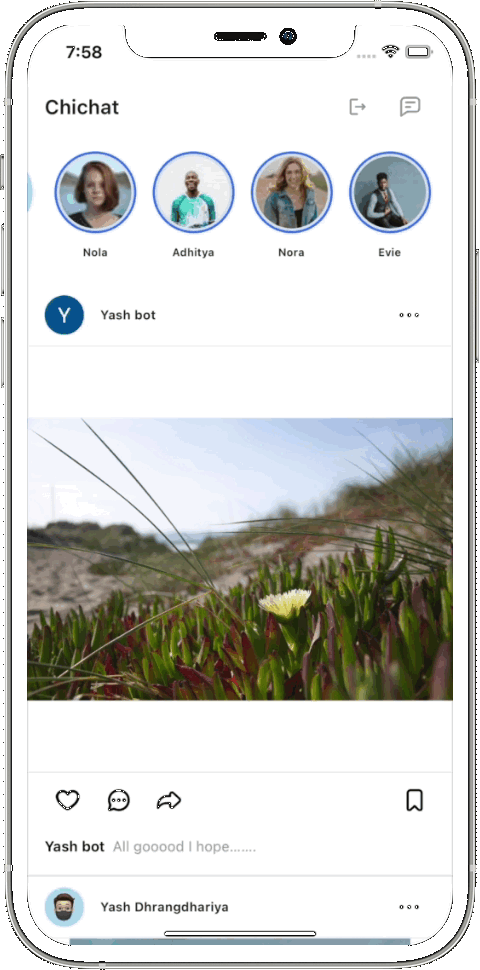 7:58
Chichat
Nola Adhitya Nora Evie
Y Yash bot
Yash bot All gooood I hope.......
Yash Dhrangdhariya